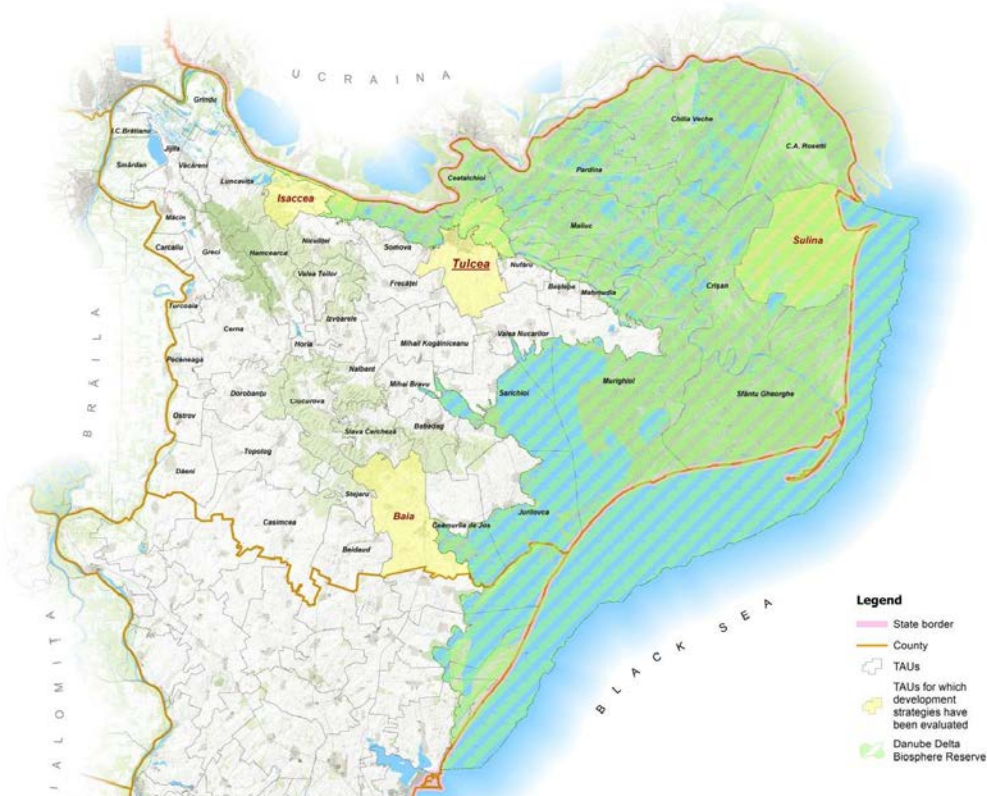 UCRAINA
Grindu
I.C.Brătianu
Jijila
Smârdan
Văcăreni
Luncavița
Isaccea
Chilia Veche
C.A. Rosetti
Ceatalchioi
Pardina
Măcin
Carcaliu
Greci
Hamcearca
Niculițel
Valea Teilor
Somova
Frecăței
Tulcea
Nufăru
Maliuc
Sulina
Beștepe
Mahmudia
Crișan
Turcoaia
Cerna
Izvoarele
Horia
Mihail Kogălniceanu
Valea Nucarilor
BRĂILA
Peceneaga
Nalbant
Mihai Bravu
Sarichioi
Murighiol
Sfântu Gheorghe
Dorobanțu
Ciucurova
Ostrov
Slava Cercheză
Babadag
Topolog
Dăeni
Stejaru
Baia
Casimcea
Beidaud
Ceamurlia de Jos
Jurilovca
IALOMIȚA
BLACK SEA
Legend
State border
County
TAUs
TAUs for which
development
strategies have
been evaluated
Danube Delta
Biosphere Reserve